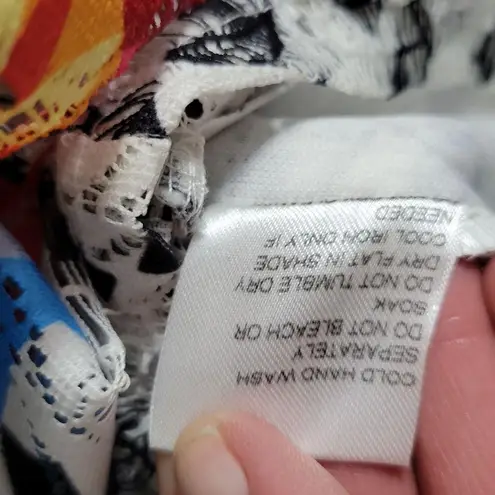 COLD HAND WASH
SEPARATELY
DO NOT BLEACH OR
SOAK
DO NOT TUMBLE DRY
DRY FLAT IN SHADE
COOL IRON ONLY IF
NEEDED